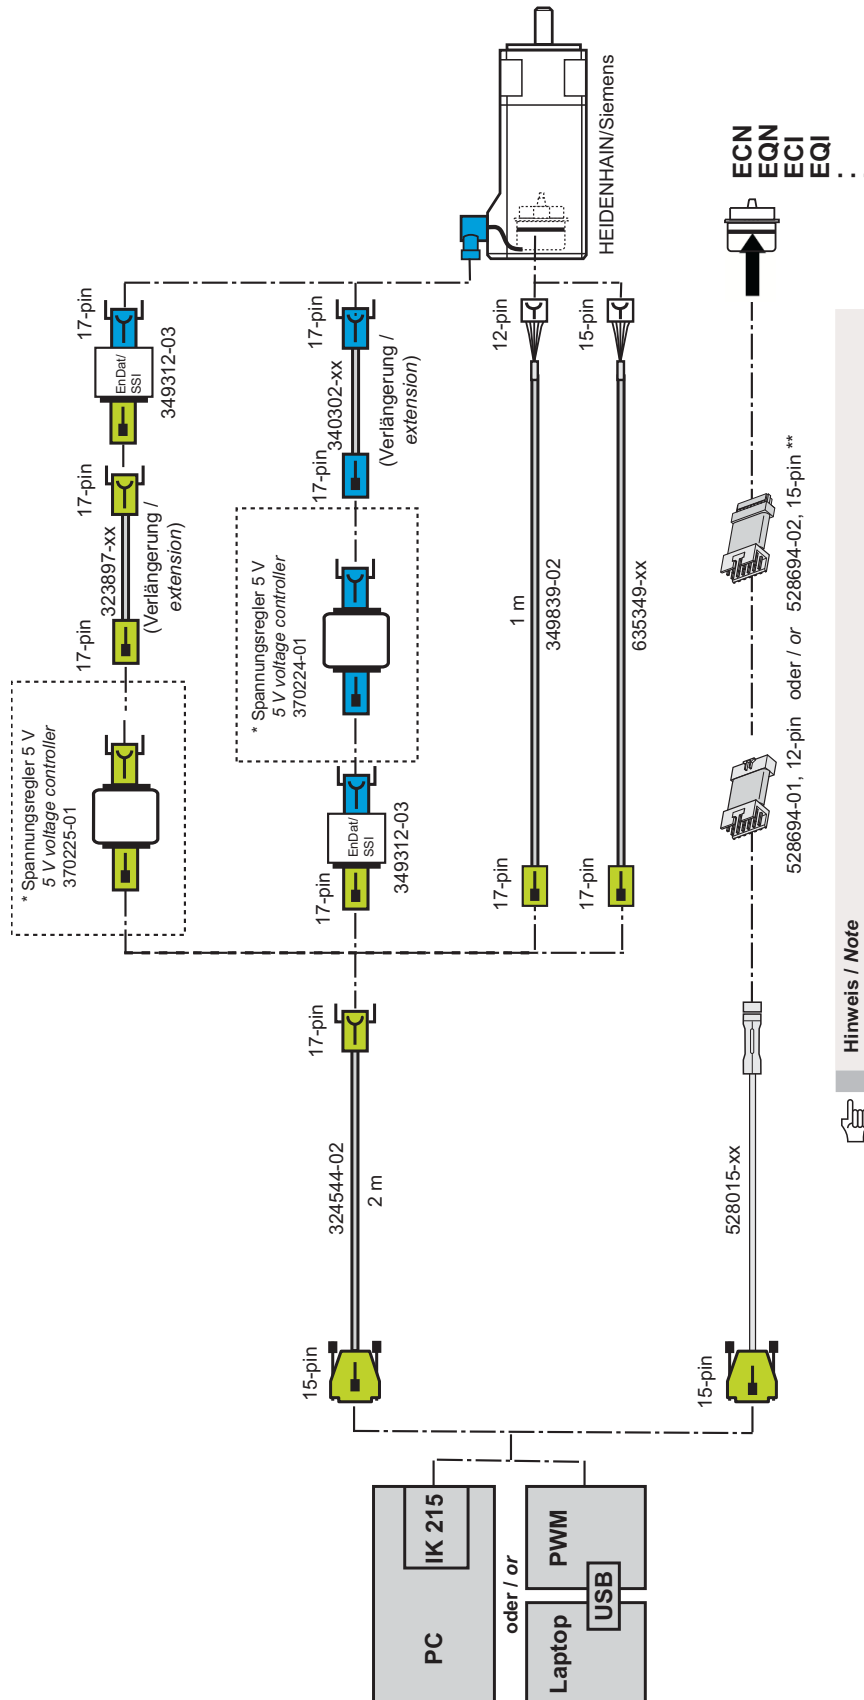 17-pin
EnDat/
SSI
349312-03
17-pin
323897-xx
(Verlängerung /
extension)
17-pin
* Spannungsregler 5 V
5 V voltage controller
370225-01
17-pin
340302-xx
(Verlängerung /
extension)
17-pin
* Spannungsregler 5 V
5 V voltage controller
370224-01
EnDat/
SSI
349312-03
17-pin
HEIDENHAIN/Siemens
12-pin
1 m
349839-02
17-pin
15-pin
635349-xx
17-pin
17-pin
324544-02
2 m
15-pin
ECN
EQN
ECI
EQI
. . .
528694-01, 12-pin oder / or 528694-02, 15-pin **
528015-xx
15-pin
PC
IK 215
oder / or
Laptop
USB
PWM
Hinweis / Note